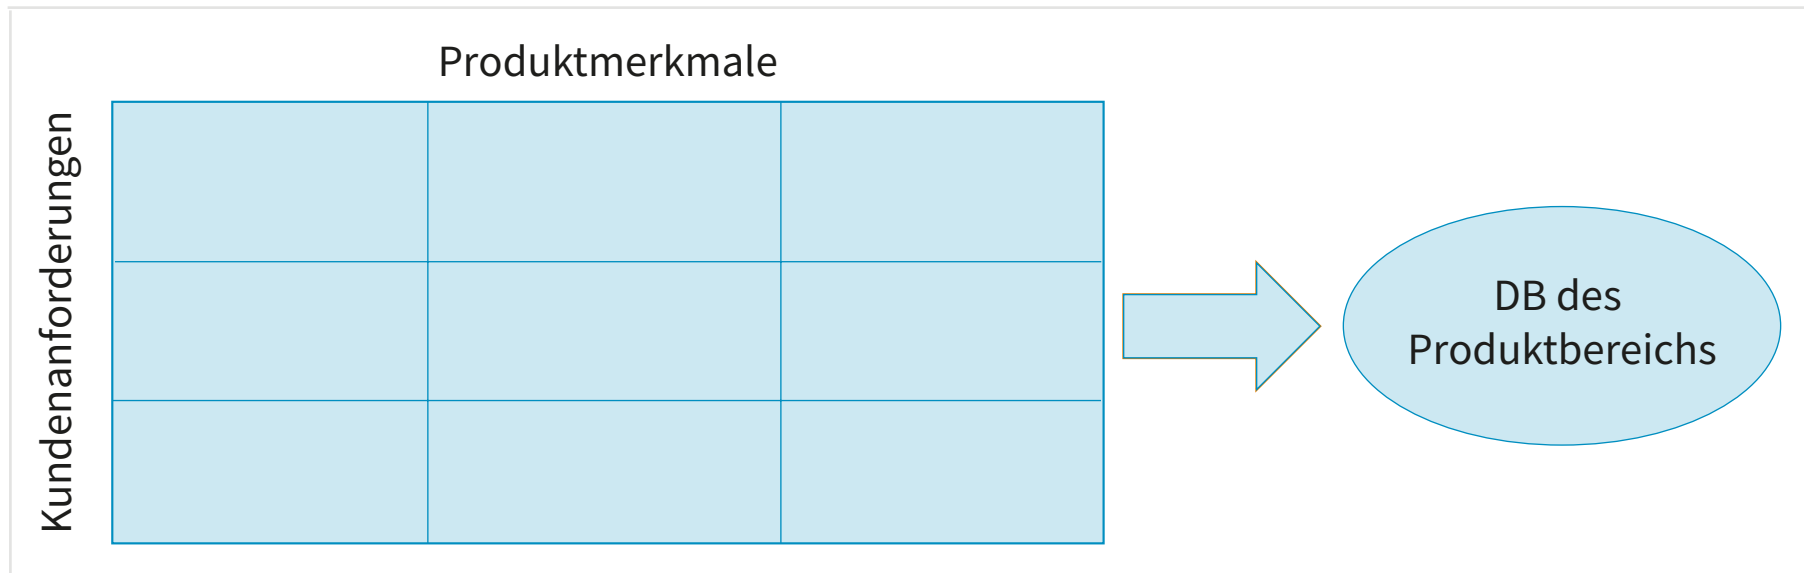 Produktmerkmale
Kundenanforderungen
DB des
Produktbereichs